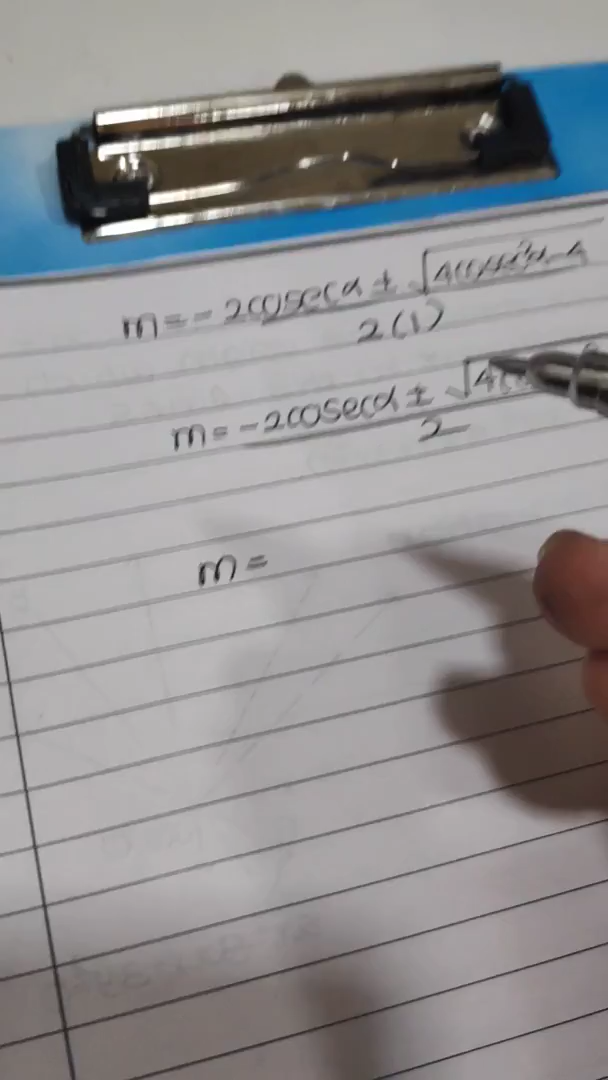 m = - 2cosecα ± √4cosec²α - 4
2(1)
m = -2cosecα ± √4(
2
m =